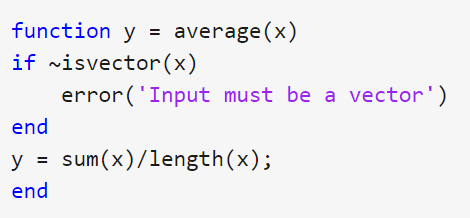 function y = average(x)
if ~isvector(x)
    error('Input must be a vector')
end
y = sum(x)/length(x);
end